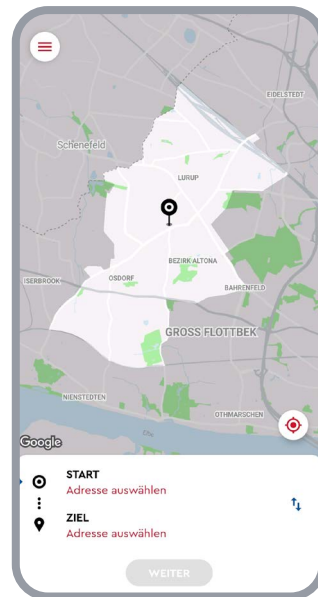 EIDELSTEDT
Schenefeld
LURUP
BEZIRK ALTONA
ISERBROOK
OSDORF
BAHRENFELD
GROSS FLOTTBEK
NIENSTEDTEN
OTHMARSCHEN
Elbe
Google
START
Adresse auswählen
ZIEL
Adresse auswählen
WEITER